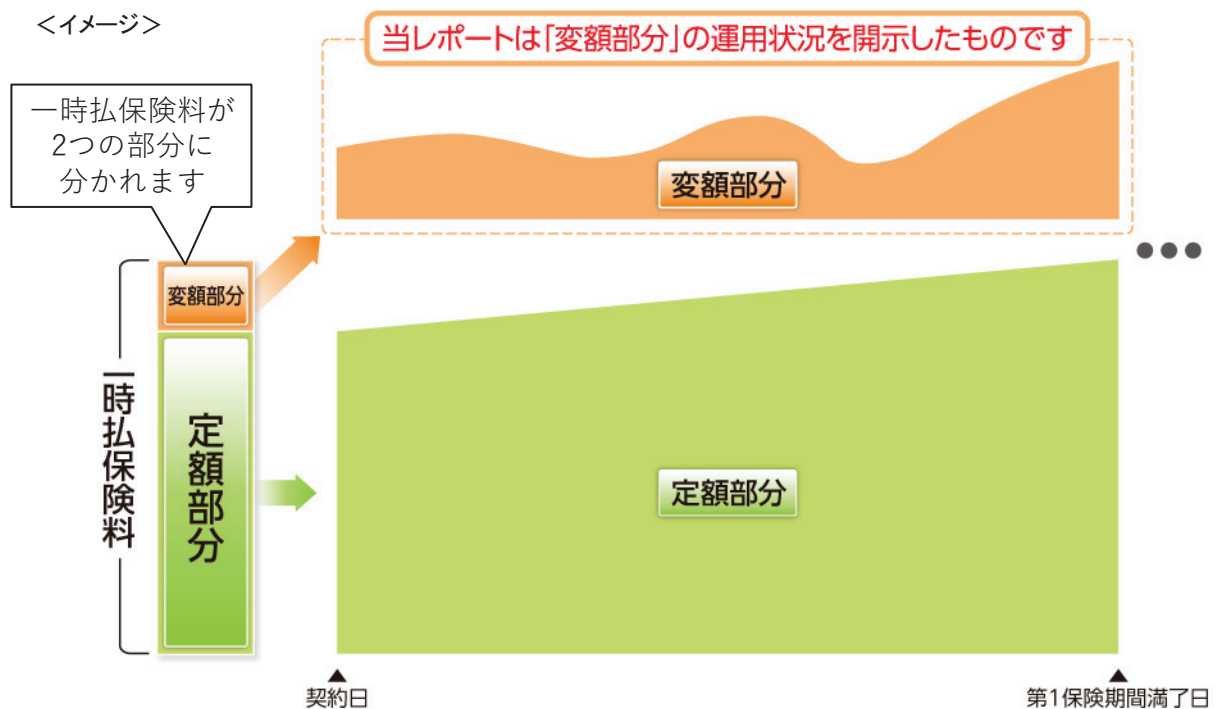 ＜イメージ＞
当レポートは「変額部分」の運用状況を開示したものです
一時払保険料が
2つの部分に
分かれます
変額部分
変額部分
一時払保険料
定額部分
定額部分
契約日
第1保険期間満了日